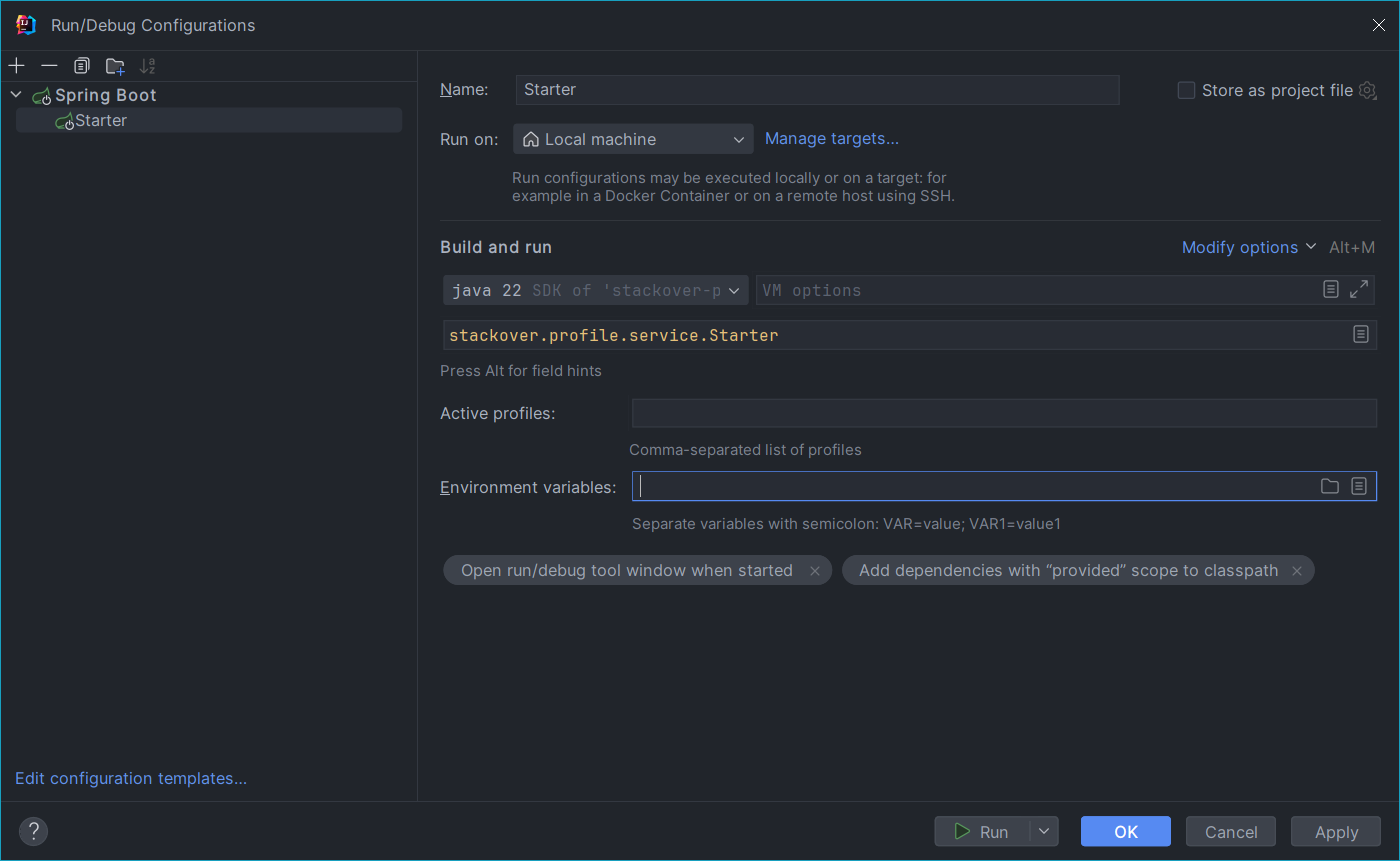 Run/Debug Configurations
Spring Boot
Starter
Edit configuration templates...
Name: Starter Store as project file
Run on: Local machine Manage targets...
Run configurations may be executed locally or on a target: for
example in a Docker Container or on a remote host using SSH.
Build and run Modify options Alt+M
java 22 SDK of 'stackover-p VM options
stackover.profile.service.Starter
Press Alt for field hints
Active profiles:
Comma-separated list of profiles
Environment variables:
Separate variables with semicolon: VAR=value; VAR1=value1
Open run/debug tool window when started Add dependencies with “provided” scope to classpath
? Run OK Cancel Apply